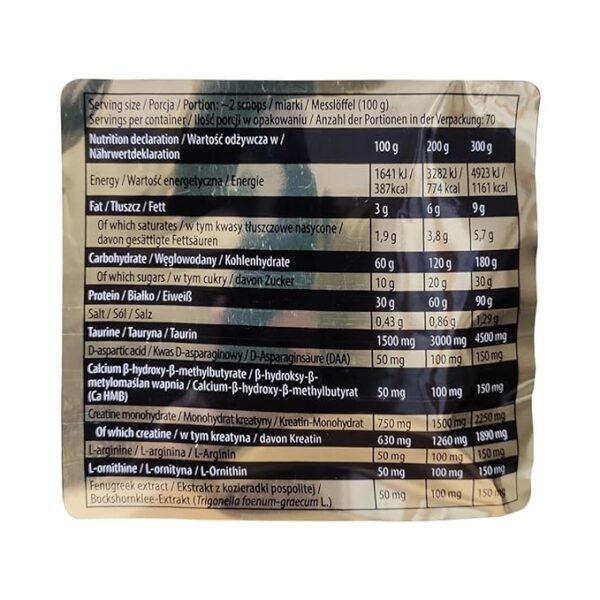 Serving size / Porcja / Portion: ~2 scoops / miarki / Messlöffel (100 g)
Servings per container / Ilość porcji w opakowaniu / Anzahl der Portionen in der Verpackung: 70
Nutrition declaration / Wartość odżywcza w / 100 g 200 g 300 g
Nährwertdeklaration
Energy / Wartość energetyczna / Energie 1641 kJ / 3282 kJ / 4923 kJ /
387kcal 774 kcal 1161 kcal
Fat / Tłuszcz / Fett 3 g 6 g 9 g
Of which saturates / w tym kwasy tłuszczowe nasycone /
davon gesättigte Fettsäuren 1,9 g 3,8 g 5,7 g
Carbohydrate / Węglowodany / Kohlenhydrate 60 g 120 g 180 g
Of which sugars / w tym cukry / davon Zucker 10 g 20 g 30 g
Protein / Białko / Eiweiß 30 g 60 g 90 g
Salt / Sól / Salz 0,43 g 0,86 g 1,29 g
Taurine / Tauryna / Taurin 1500 mg 3000 mg 4500 mg
D-aspartic acid / Kwas D-asparaginowy / D-Asparaginsäure (DAA) 50 mg 100 mg 150 mg
Calcium β-hydroxy-β-methylbutyrate / β-hydroksy-β-
metylomaślan wapnia / Calcium-β-hydroxy-β-methylbutyrat 50 mg 100 mg 150 mg
(Ca HMB)
Creatine monohydrate / Monohydrat kreatyny / Kreatin-Monohydrat 750 mg 1500 mg 2250 mg
Of which creatine / w tym kreatyna / davon Kreatin 630 mg 1260 mg 1890 mg
L-arginine / L-arginina / L-Arginin 50 mg 100 mg 150 mg
L-ornithine / L-ornityna / L-Ornithin 50 mg 100 mg 150 mg
Fenugreek extract / Ekstrakt z kozieradki pospolitej /
Bockshornklee-Extrakt (Trigonella foenum-graecum L.) 50 mg 100 mg 150 mg